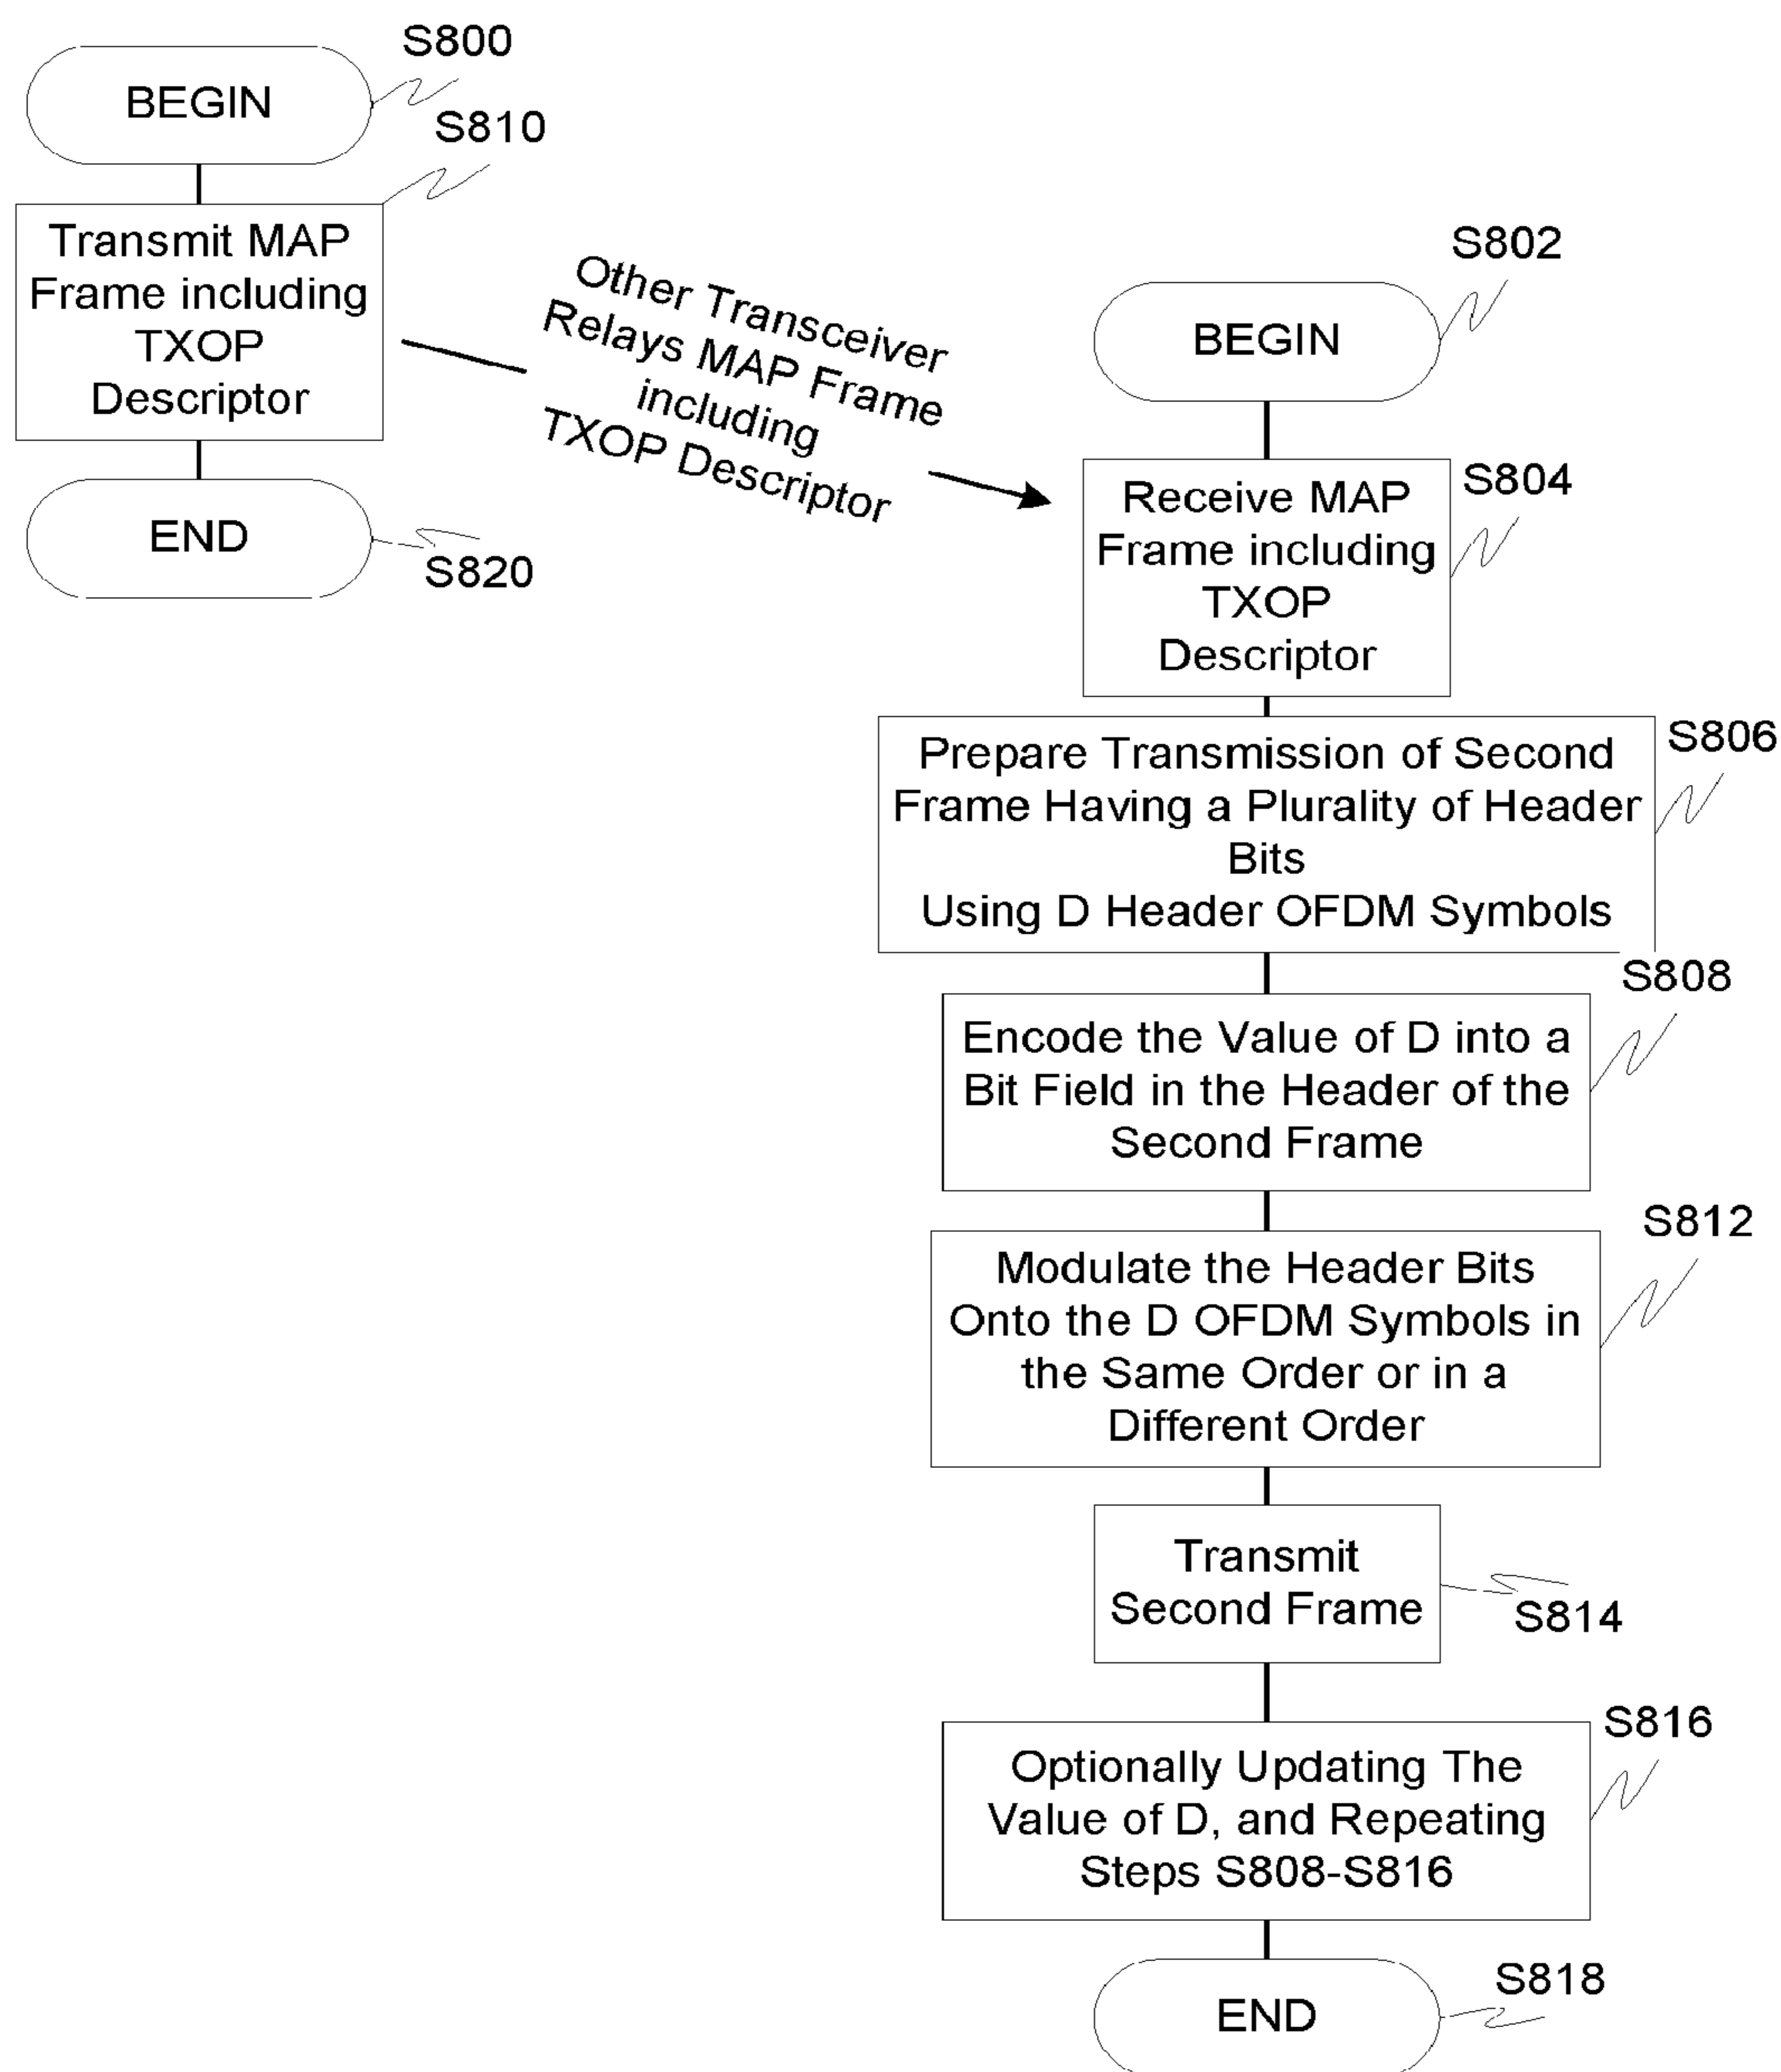 S800
BEGIN
S810
Transmit MAP
Frame including
TXOP
Descriptor
END
S820
Other Transceiver
Relays MAP Frame
including
TXOP Descriptor
S802
BEGIN
S804
Receive MAP
Frame including
TXOP
Descriptor
S806
Prepare Transmission of Second
Frame Having a Plurality of Header
Bits
Using D Header OFDM Symbols
S808
Encode the Value of D into a
Bit Field in the Header of the
Second Frame
S812
Modulate the Header Bits
Onto the D OFDM Symbols in
the Same Order or in a
Different Order
Transmit
Second Frame
S814
S816
Optionally Updating The
Value of D, and Repeating
Steps S808-S816
S818
END